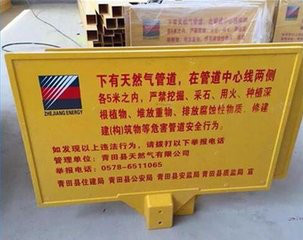 ZHEJIANG ENERGY
下有天然气管道，在管道中心线两侧
各5米之内，严禁挖掘、采石、用火、种植深
根植物、堆放重物、排放腐蚀性物质、修建
建(构)筑物等危害管道安全行为；
如发现以上违法行为，请拨打以下举报电话
管理单位：青田县天然气有限公司
举报电话：0578-6511065
青田县住建局 青田县公安局 青田县安监局 青田县质监局 宣